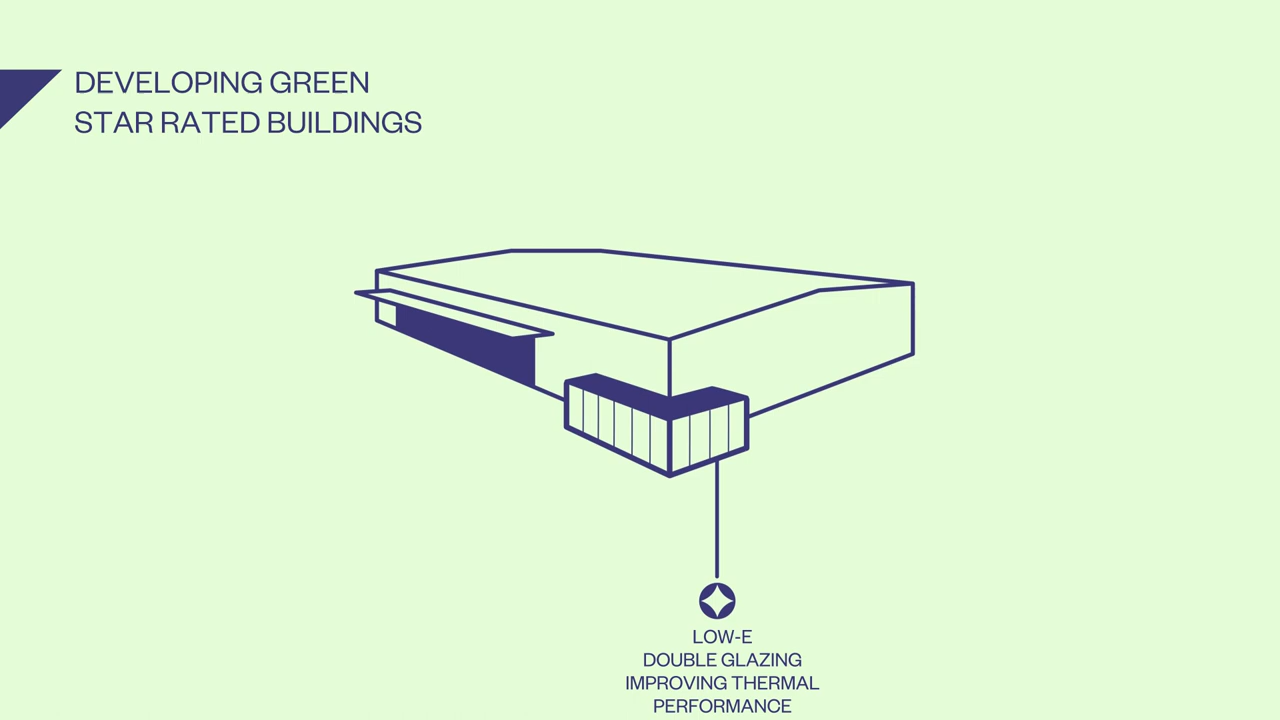 DEVELOPING GREEN
STAR RATED BUILDINGS
LOW-E
DOUBLE GLAZING
IMPROVING THERMAL
PERFORMANCE